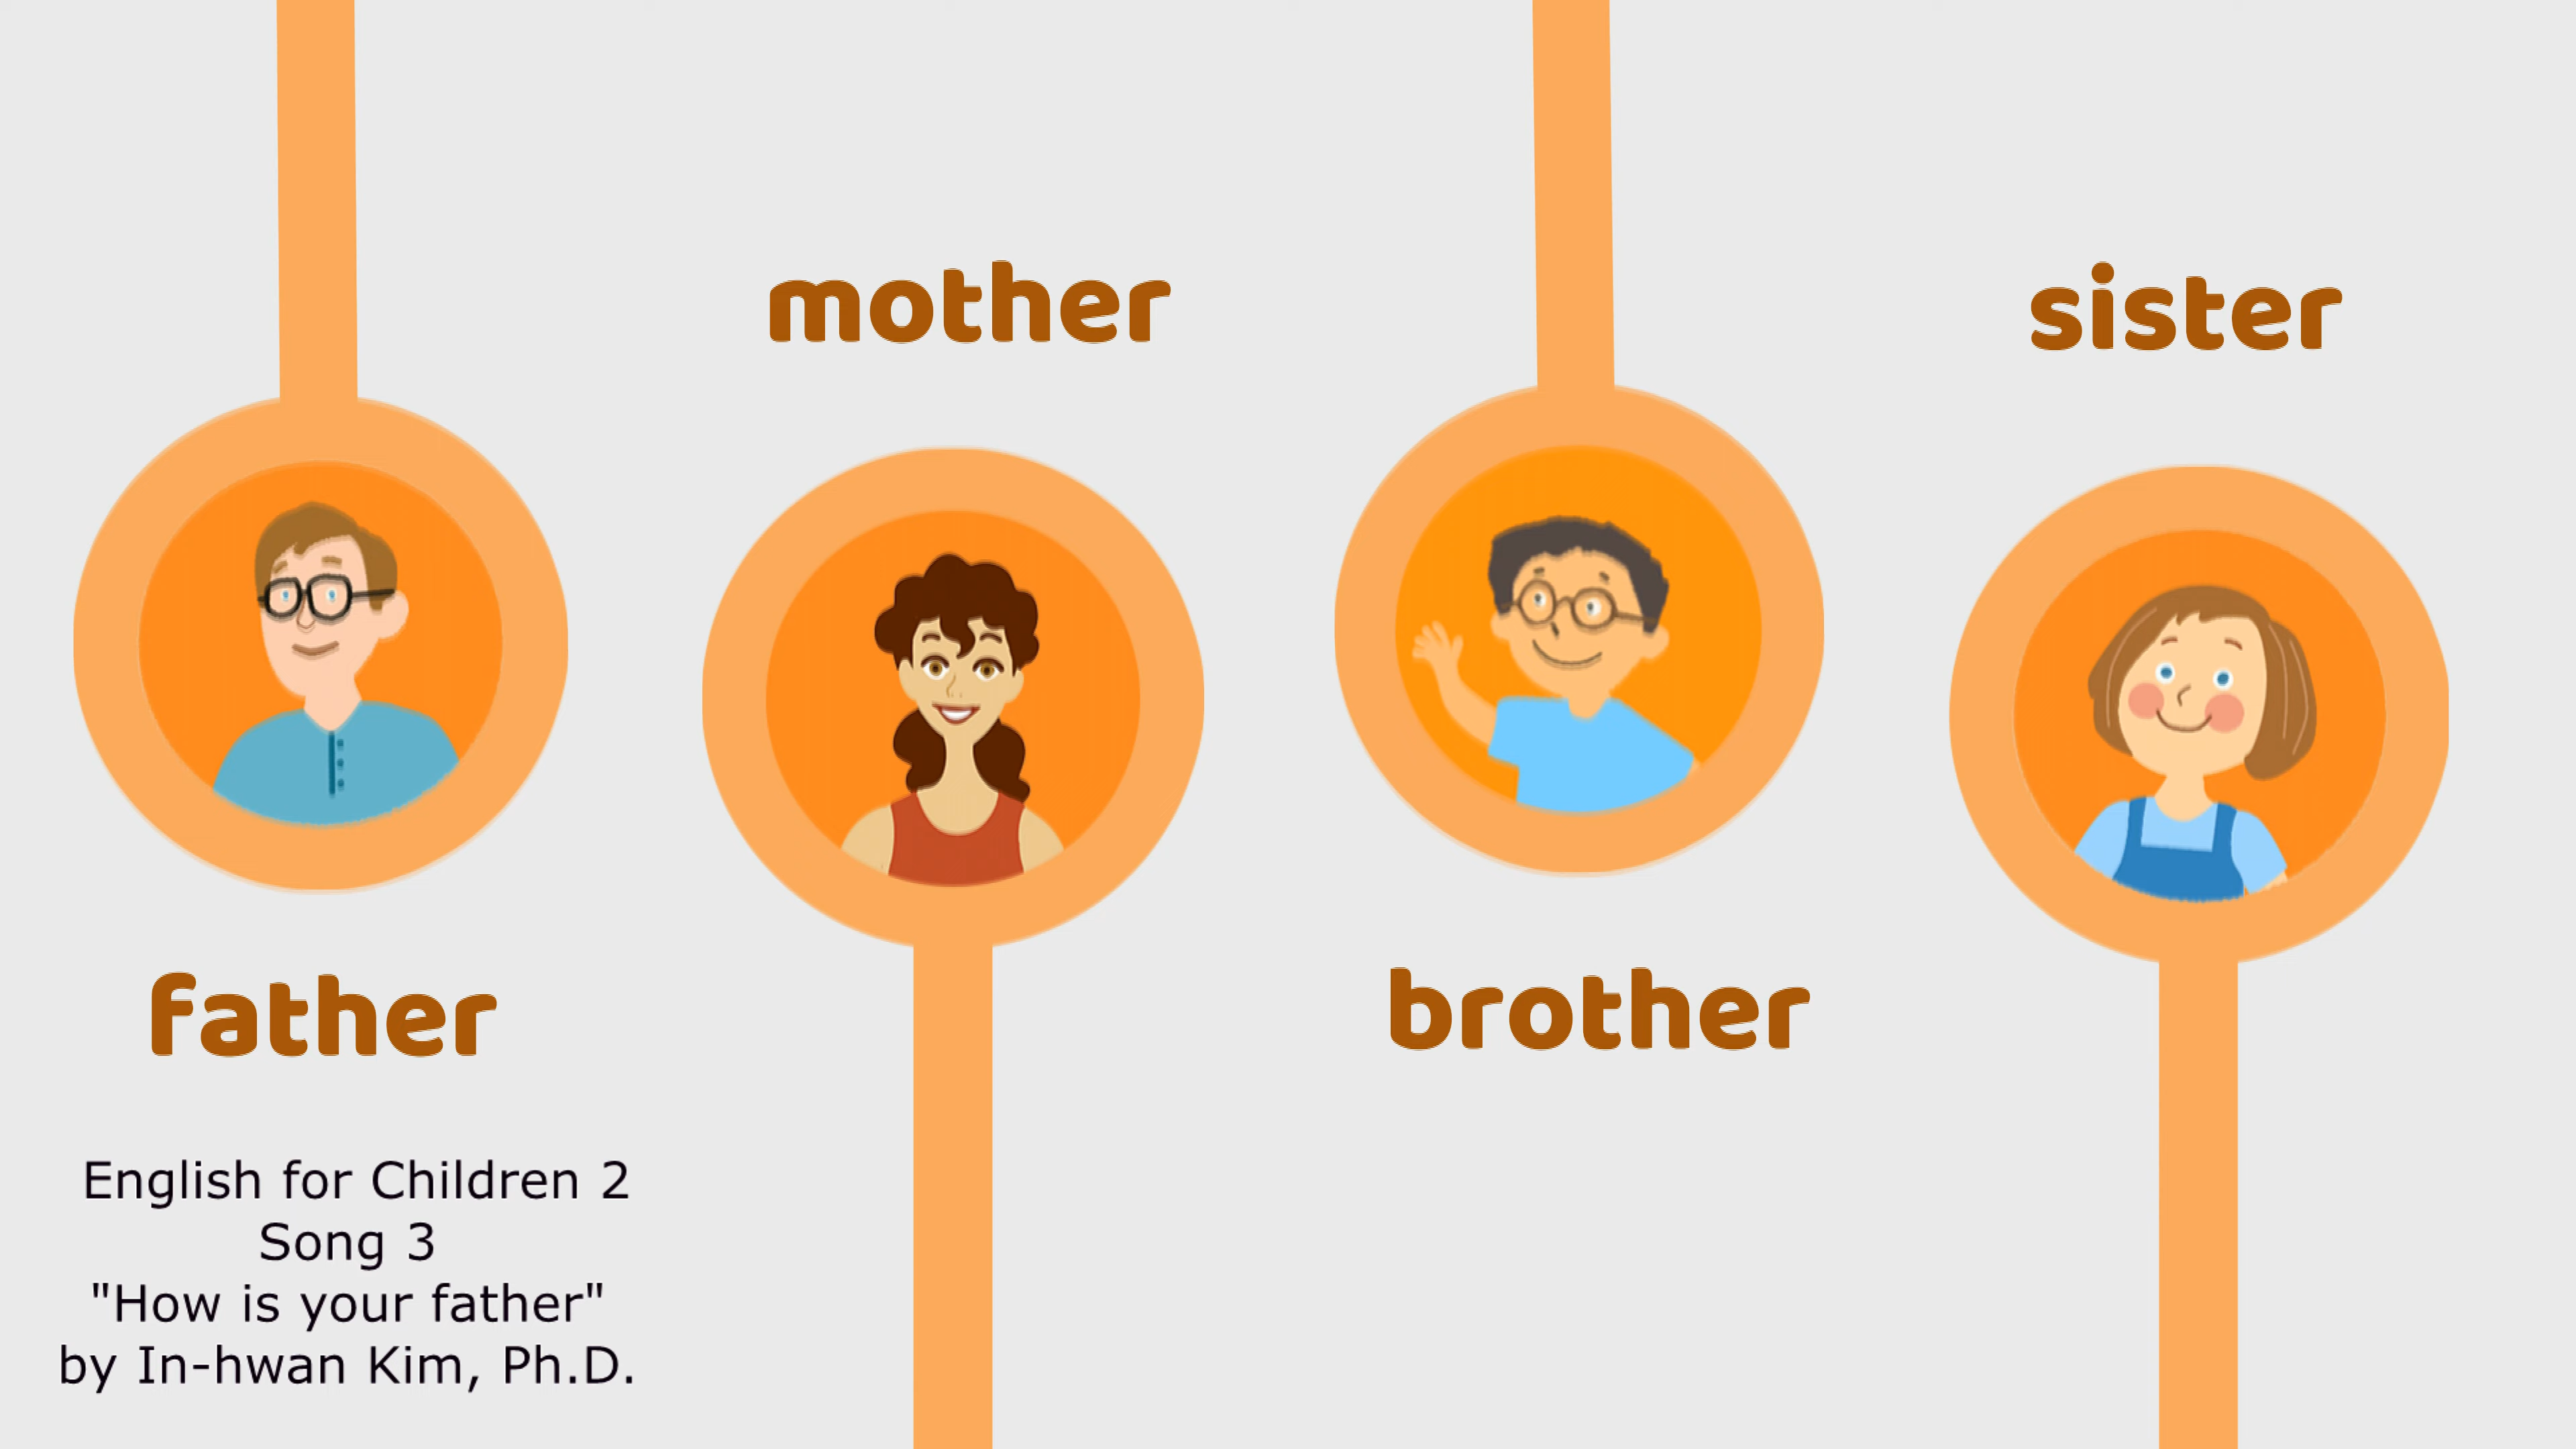 mother
sister
father
brother
English for Children 2
Song 3
"How is your father"
by In-hwan Kim, Ph.D.